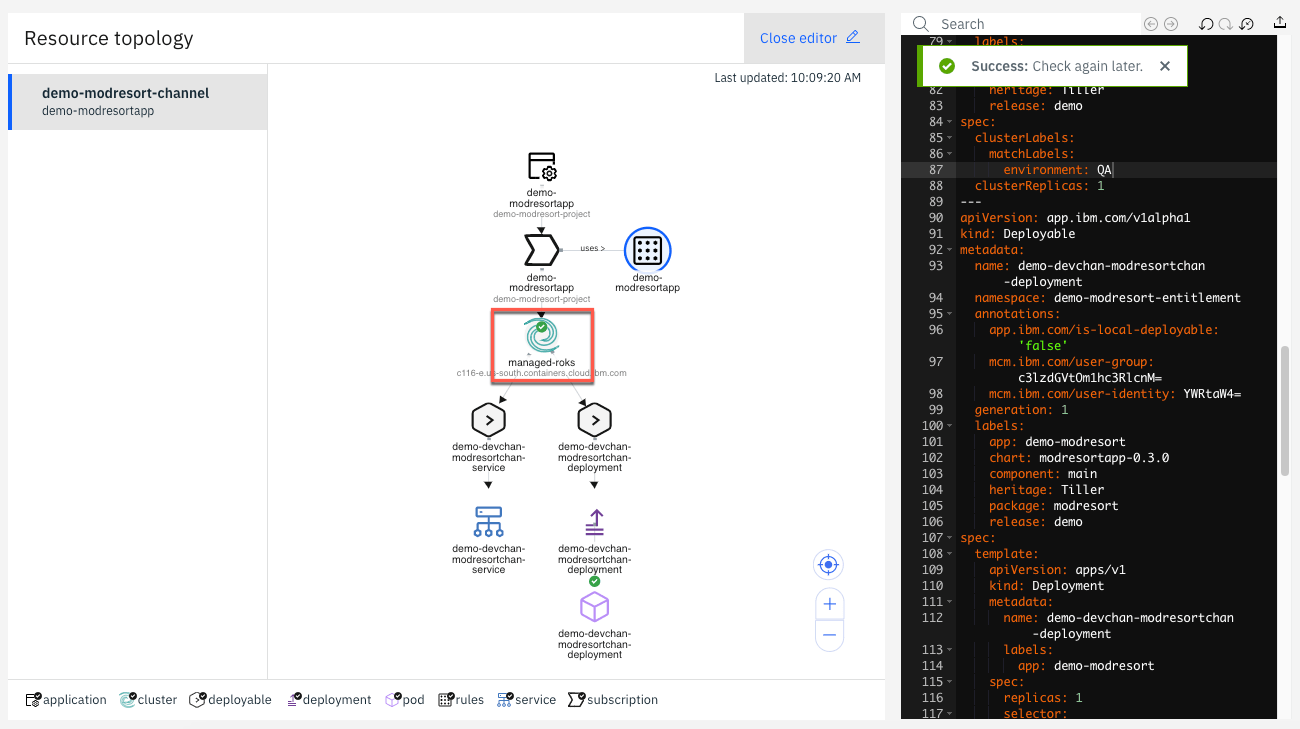 Resource topology
Close editor
demo-modresort-channel
demo-modresortapp
Last updated: 10:09:20 AM
demo-
modresortapp
demo-modresort-project
demo-
modresortapp
demo-modresort-project
uses >
demo-
modresortapp
managed-roks
c116-e.us-south.containers.cloud.ibm.com
demo-devchan-
modresortchan-
service
demo-devchan-
modresortchan-
deployment
demo-devchan-
modresortchan-
service
demo-devchan-
modresortchan-
deployment
demo-devchan-
modresortchan-
deployment
application
cluster
deployable
deployment
pod
rules
service
subscription
Search
79 labels:
Success: Check again later.
82 heritage: Tiller
83 release: demo
84 spec:
85 clusterLabels:
86 matchLabels:
87 environment: QA
88 clusterReplicas: 1
89 ---
90 apiVersion: app.ibm.com/v1alpha1
91 kind: Deployable
92 metadata:
93 name: demo-devchan-modresortchan
-deployment
94 namespace: demo-modresort-entitlement
95 annotations:
96 app.ibm.com/is-local-deployable:
'false'
97 mcm.ibm.com/user-group:
c3lzdGVtOm1hc3RlcnM=
98 mcm.ibm.com/user-identity: YWRtaW4=
99 generation: 1
100 labels:
101 app: demo-modresort
102 chart: modresortapp-0.3.0
103 component: main
104 heritage: Tiller
105 package: modresort
106 release: demo
107 spec:
108 template:
109 apiVersion: apps/v1
110 kind: Deployment
111 metadata:
112 name: demo-devchan-modresortchan
-deployment
113 labels:
114 app: demo-modresort
115 spec:
116 replicas: 1
117 selector: